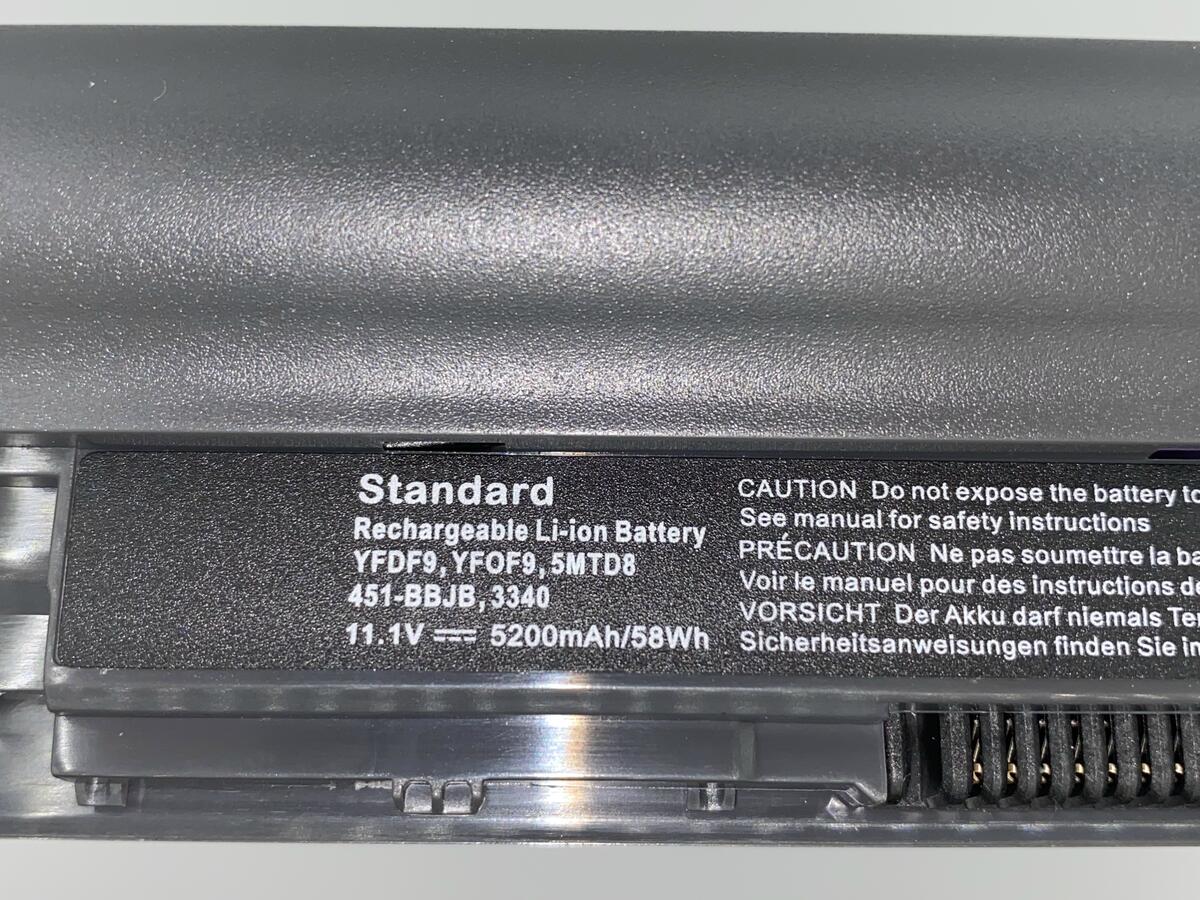 Standard
Rechargeable Li-ion Battery
YFDF9, YFOF9, 5MTD8
451-BBJB, 3340
11.1V ⎓ 5200mAh/58Wh
CAUTION Do not expose the battery to
See manual for safety instructions
PRÉCAUTION Ne pas soumettre la
Voir le manuel pour des instructions
VORSICHT Der Akku darf niemals
Sicherheitsanweisungen finden Sie